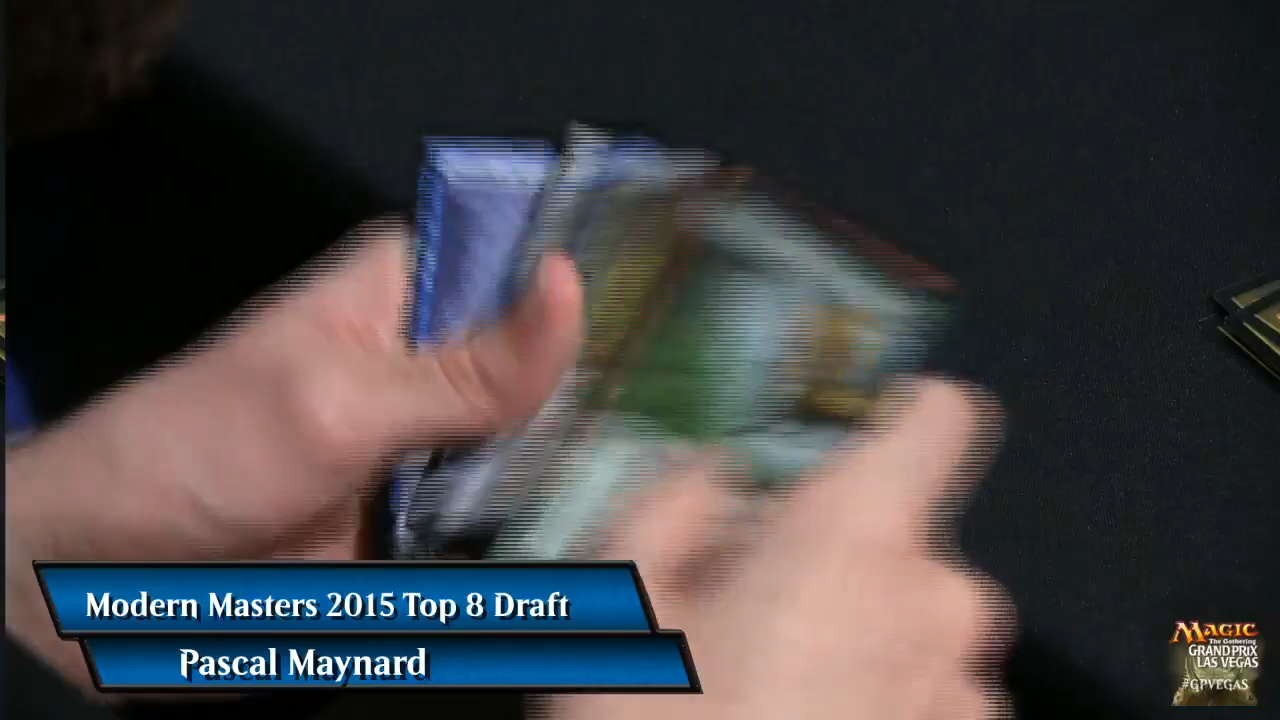 Modern Masters 2015 Top 8 Draft
Pascal Maynard
MAGIC
The Gathering
GRAND PRIX
LAS VEGAS
#GPVEGAS